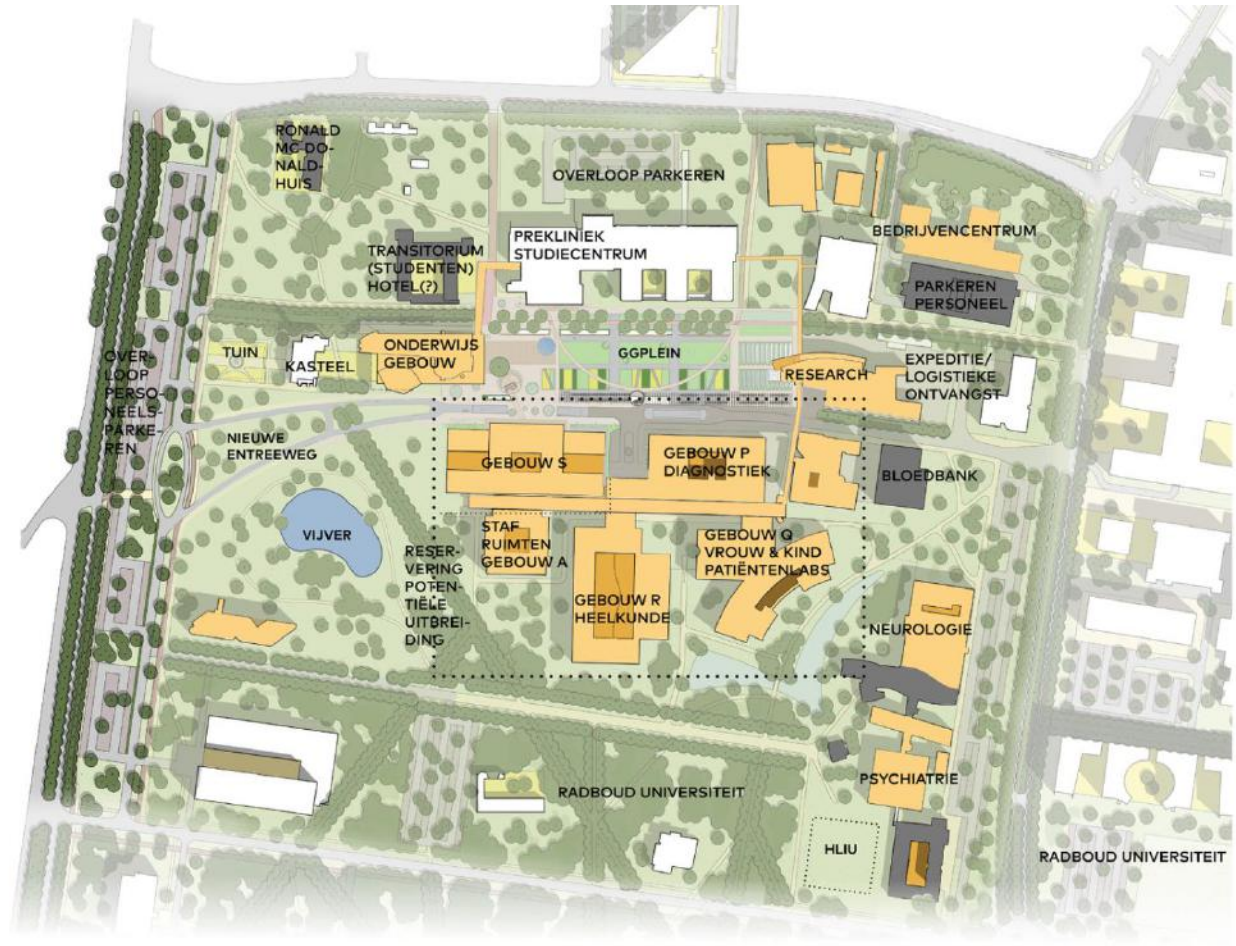 RONALD
MC DO-
NALD-
HUIS
OVERLOOP PARKEREN
PREKLINIEK
STUDIECENTRUM
TRANSITORIUM
(STUDENTEN)
HOTEL(?)
BEDRIJVENCENTRUM
PARKEREN
PERSONEEL
OVER-
LOOP
PERSO-
NEELS-
PARKE-
REN
TUIN
KASTEEL
ONDERWIJS
GEBOUW
GGPLEIN
RESEARCH
EXPEDITIE/
LOGISTIEKE
ONTVANGST
NIEUWE
ENTREEWEG
GEBOUW S
GEBOUW P
DIAGNOSTIEK
BLOEDBANK
VIJVER
RESER-
VERING
POTEN-
TIËLE
UITBREI-
DING
STAF
RUIMTEN
GEBOUW A
GEBOUW R
HEELKUNDE
GEBOUW Q
VROUW & KIND
PATIËNTENLABS
NEUROLOGIE
PSYCHIATRIE
RADBOUD UNIVERSITEIT
HLIU
RADBOUD UNIVERSITEIT